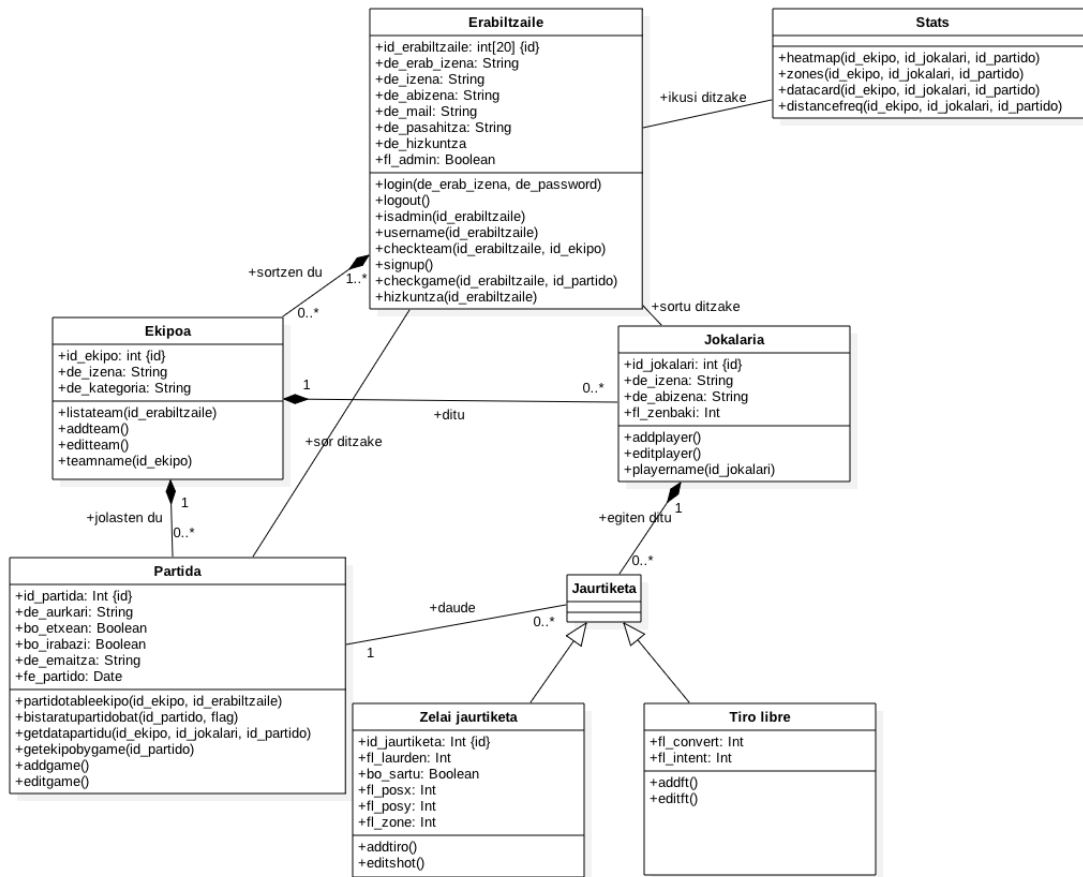 Erabiltzaile
+id_erabiltzaile: int[20] {id}
+de_erab_izena: String
+de_izena: String
+de_abizena: String
+de_mail: String
+de_pasahitza: String
+de_hizkuntza
+fl_admin: Boolean
+login(de_erab_izena, de_password)
+logout()
+isadmin(id_erabiltzaile)
+username(id_erabiltzaile)
+checkteam(id_erabiltzaile, id_ekipo)
+signup()
+checkgame(id_erabiltzaile, id_partido)
+hizkuntza(id_erabiltzaile)
Stats
+heatmap(id_ekipo, id_jokalari, id_partido)
+zones(id_ekipo, id_jokalari, id_partido)
+datacard(id_ekipo, id_jokalari, id_partido)
+distancefreq(id_ekipo, id_jokalari, id_partido)
+ikusi ditzake
+sortzen du
1..*
0..*
+sortu ditzake
Ekipoa
+id_ekipo: int {id}
+de_izena: String
+de_kategoria: String
+listateam(id_erabiltzaile)
+addteam()
+editteam()
+teamname(id_ekipo)
1
0..*
+ditu
+sor ditzake
Jokalaria
+id_jokalari: int {id}
+de_izena: String
+de_abizena: String
+fl_zenbaki: Int
+addplayer()
+editplayer()
+playername(id_jokalari)
1
+jolasten du
0..*
+egiten ditu
1
0..*
Partida
+id_partida: Int {id}
+de_aurkari: String
+bo_etxean: Boolean
+bo_irabazi: Boolean
+de_emaitza: String
+fe_partido: Date
+partidotableekipo(id_ekipo, id_erabiltzaile)
+bistaratupartidobat(id_partido, flag)
+getdatapartidu(id_ekipo, id_jokalari, id_partido)
+getekipobygame(id_partido)
+addgame()
+editgame()
+daude
0..*
1
Jaurtiketa
Zelai jaurtiketa
+id_jaurtiketa: Int {id}
+fl_laurden: Int
+bo_sartu: Boolean
+fl_posx: Int
+fl_posy: Int
+fl_zone: Int
+addtiro()
+editshot()
Tiro libre
+fl_convert: Int
+fl_intent: Int
+addft()
+editft()